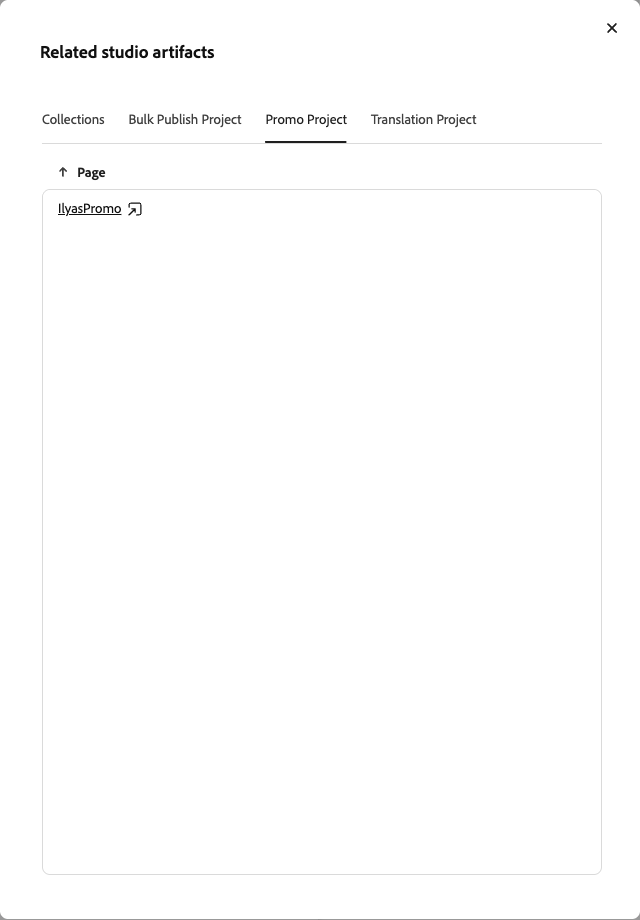 Related studio artifacts
Collections Bulk Publish Project Promo Project Translation Project
Page
IlyasPromo